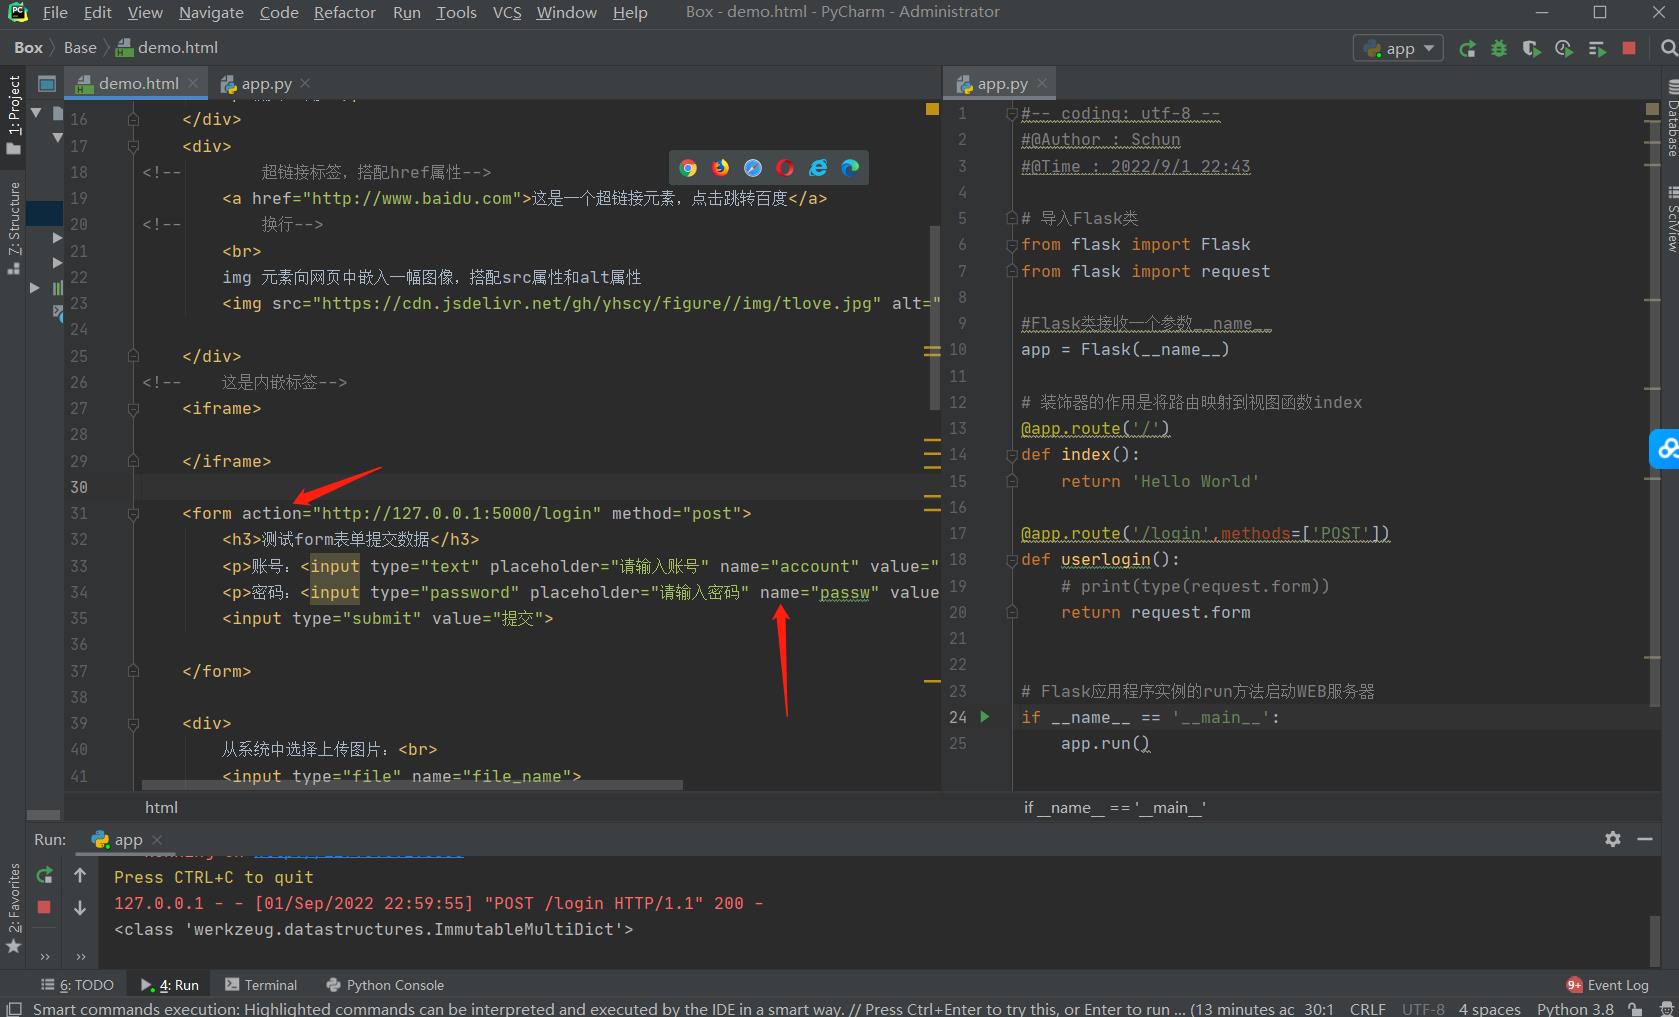 File Edit View Navigate Code Refactor Run Tools VCS Window Help Box - demo.html - PyCharm - Administrator
Box Base demo.html app
demo.html app.py
16 </div>
17 <div>
18 <!-- 超链接标签，搭配href属性-->
19 <a href="http://www.baidu.com">这是一个超链接元素，点击跳转百度</a>
20 <!-- 换行-->
21 <br>
22 img 元素向网页中嵌入一幅图像，搭配src属性和alt属性
23 <img src="https://cdn.jsdelivr.net/gh/yhscy/figure//img/tlove.jpg" alt="
24
25 </div>
26 <!-- 这是内嵌标签-->
27 <iframe>
28
29 </iframe>
30
31 <form action="http://127.0.0.1:5000/login" method="post">
32 <h3>测试form表单提交数据</h3>
33 <p>账号：<input type="text" placeholder="请输入账号" name="account" value="
34 <p>密码：<input type="password" placeholder="请输入密码" name="passw" value
35 <input type="submit" value="提交">
36
37 </form>
38
39 <div>
40 从系统中选择上传图片：<br>
41 <input type="file" name="file_name">
html
app.py
1 #-- coding: utf-8 --
2 #@Author : Schun
3 #@Time : 2022/9/1 22:43
4
5 # 导入Flask类
6 from flask import Flask
7 from flask import request
8
9 #Flask类接收一个参数__name__
10 app = Flask(__name__)
11
12 # 装饰器的作用是将路由映射到视图函数index
13 @app.route('/')
14 def index():
15 return 'Hello World'
16
17 @app.route('/login',methods=['POST'])
18 def userlogin():
19 # print(type(request.form))
20 return request.form
21
22
23 # Flask应用程序实例的run方法启动WEB服务器
24 if __name__ == '__main__':
25 app.run()
if __name__ == '__main__'
1: Project
7: Structure
2: Favorites
Database
SciView
Run: app
Press CTRL+C to quit
127.0.0.1 - - [01/Sep/2022 22:59:55] "POST /login HTTP/1.1" 200 -
<class 'werkzeug.datastructures.ImmutableMultiDict'>
6: TODO 4: Run Terminal Python Console 9+ Event Log
Smart commands execution: Highlighted commands can be interpreted and executed by the IDE in a smart way. // Press Ctrl+Enter to try this, or Enter to run ... (13 minutes ac 30:1 CRLF UTF-8 4 spaces Python 3.8